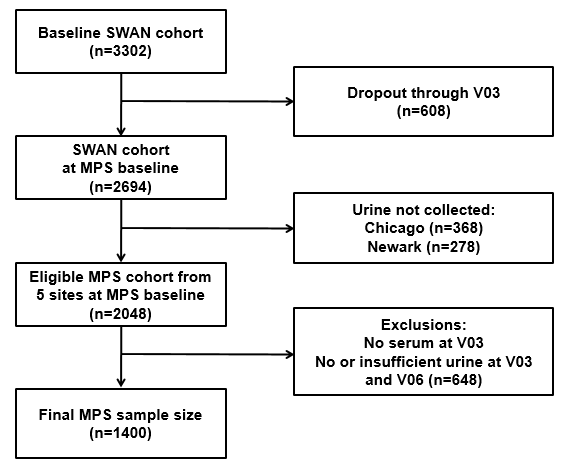 Baseline SWAN cohort
(n=3302)
Dropout through V03
(n=608)
SWAN cohort
at MPS baseline
(n=2694)
Urine not collected:
Chicago (n=368)
Newark (n=278)
Eligible MPS cohort from
5 sites at MPS baseline
(n=2048)
Exclusions:
No serum at V03
No or insufficient urine at V03
and V06 (n=648)
Final MPS sample size
(n=1400)